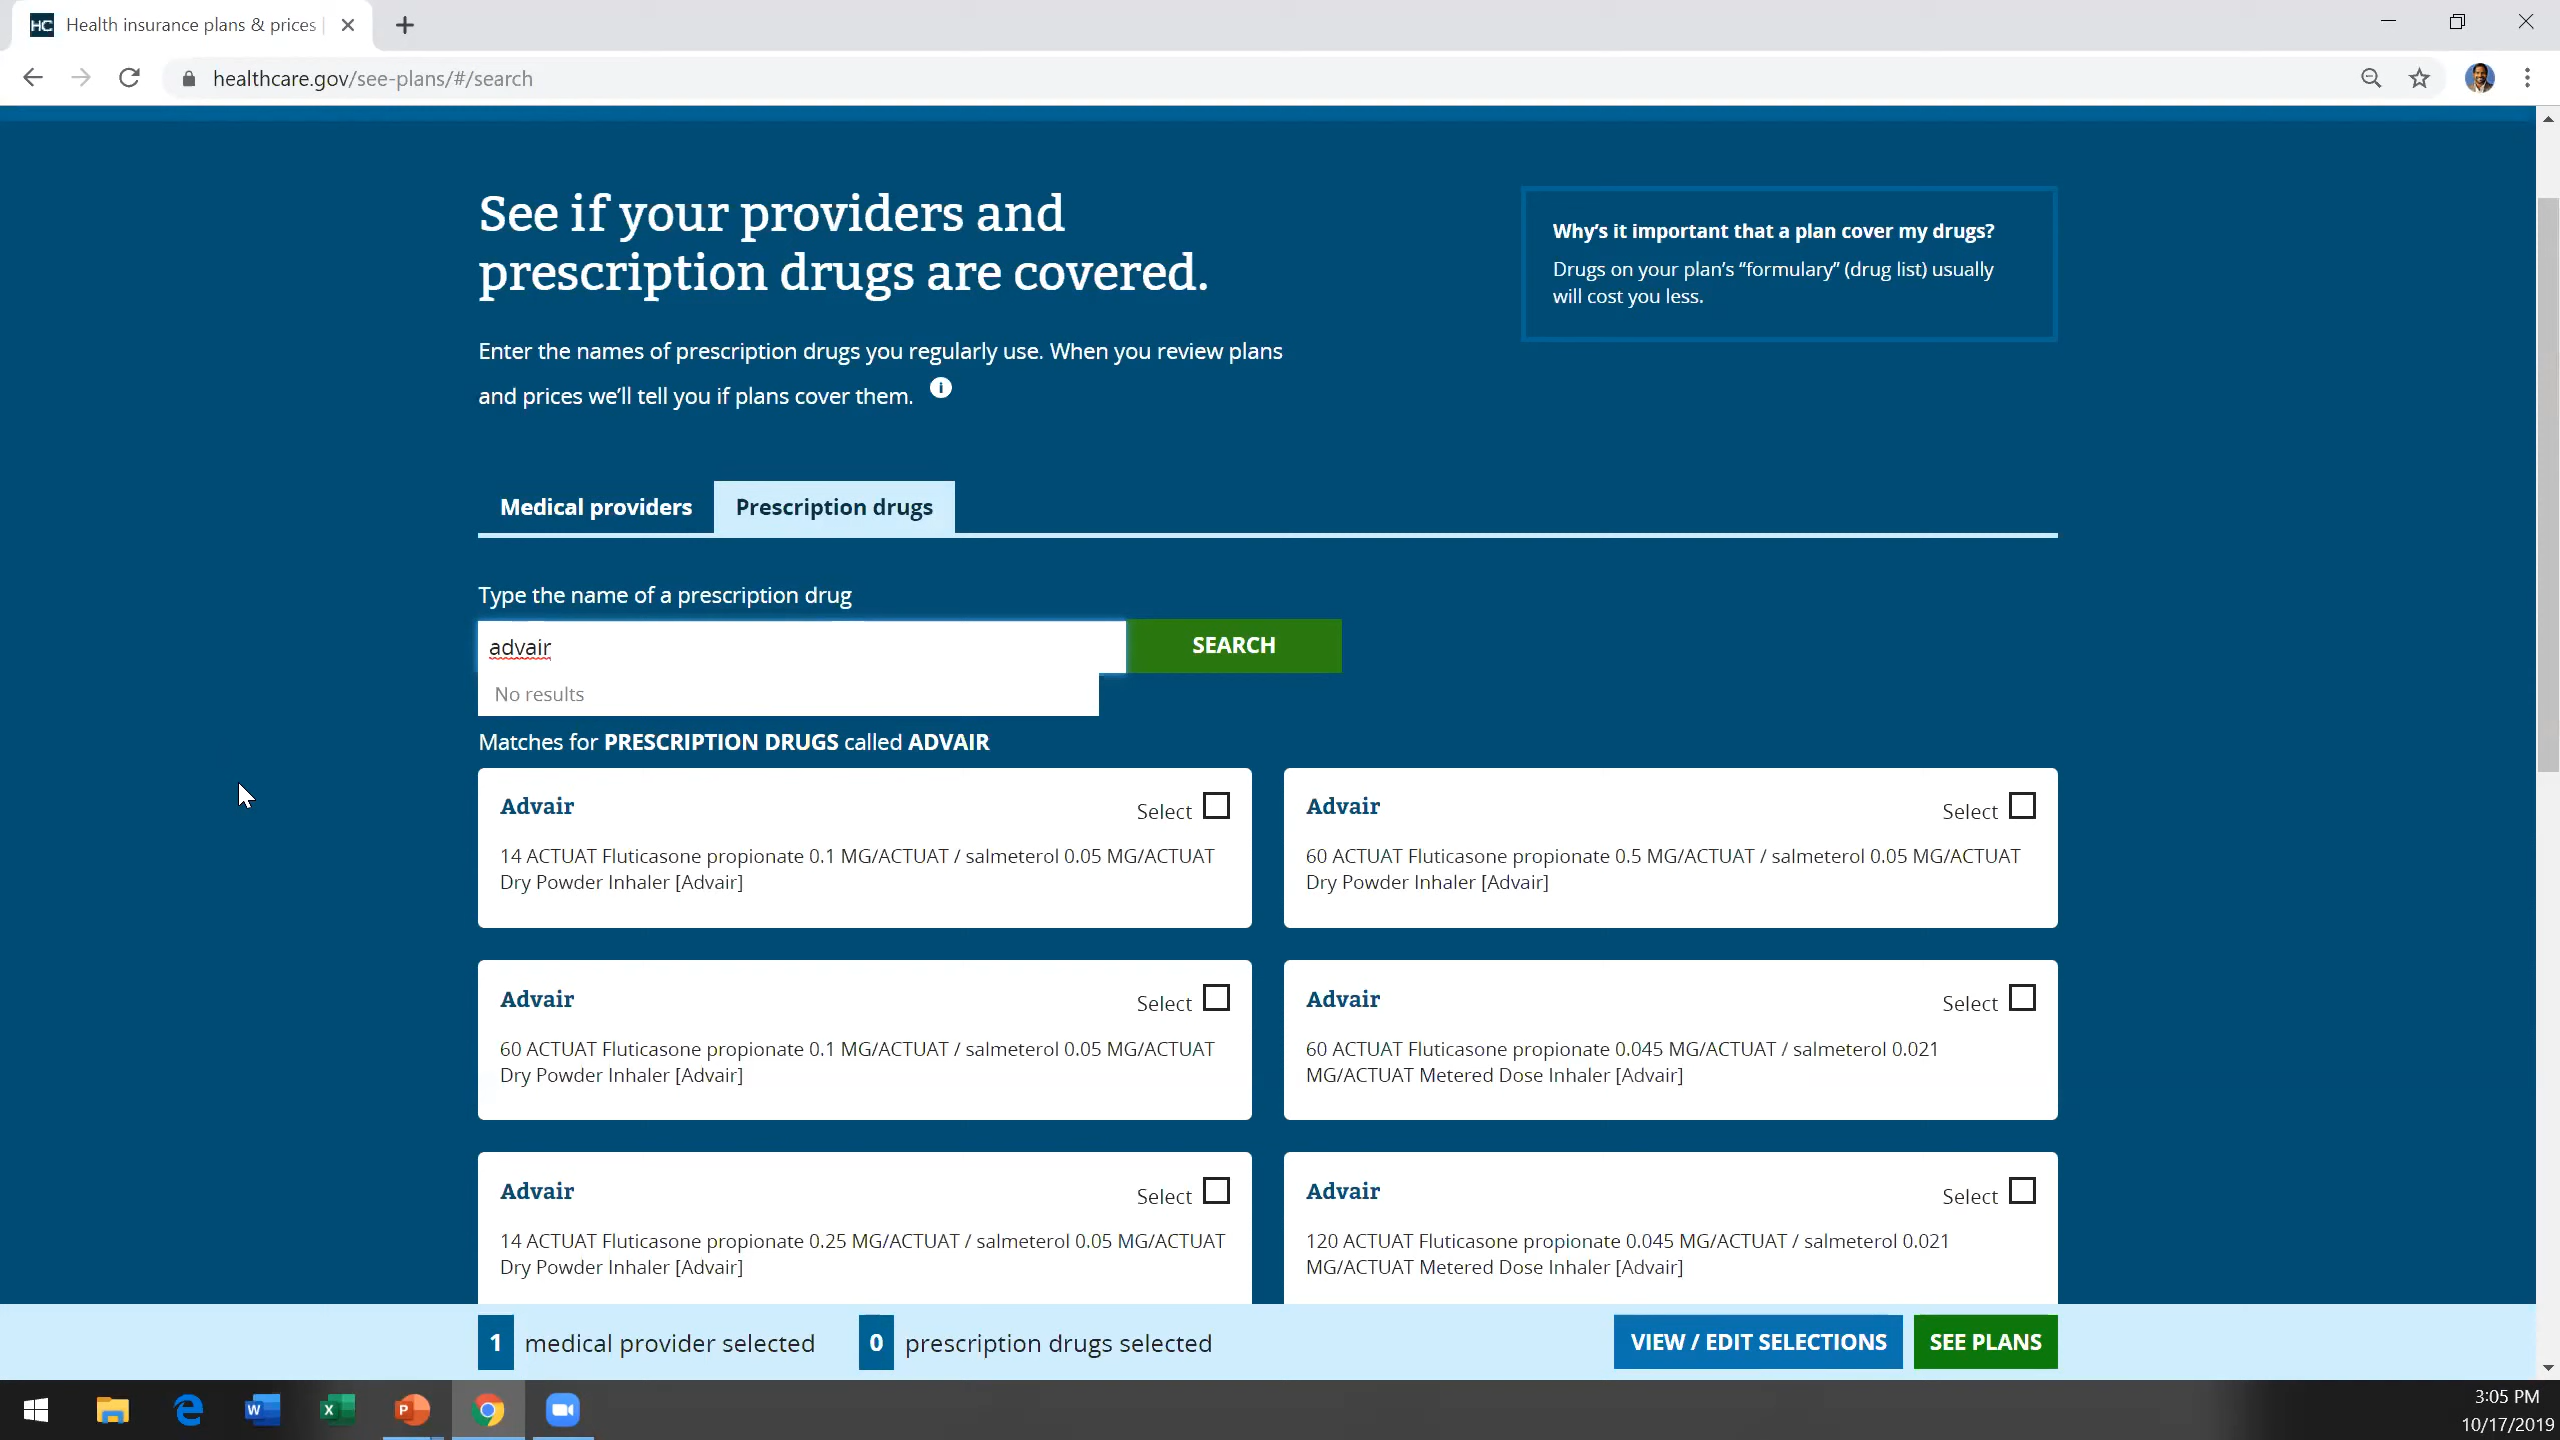 HC Health insurance plans & prices |
healthcare.gov/see-plans/#/search
See if your providers and
prescription drugs are covered.
Enter the names of prescription drugs you regularly use. When you review plans
and prices we’ll tell you if plans cover them. i
Why’s it important that a plan cover my drugs?
Drugs on your plan’s “formulary” (drug list) usually
will cost you less.
Medical providers Prescription drugs
Type the name of a prescription drug
advair SEARCH
No results
Matches for PRESCRIPTION DRUGS called ADVAIR
Advair Select
14 ACTUAT Fluticasone propionate 0.1 MG/ACTUAT / salmeterol 0.05 MG/ACTUAT
Dry Powder Inhaler [Advair]
Advair Select
60 ACTUAT Fluticasone propionate 0.5 MG/ACTUAT / salmeterol 0.05 MG/ACTUAT
Dry Powder Inhaler [Advair]
Advair Select
60 ACTUAT Fluticasone propionate 0.1 MG/ACTUAT / salmeterol 0.05 MG/ACTUAT
Dry Powder Inhaler [Advair]
Advair Select
60 ACTUAT Fluticasone propionate 0.045 MG/ACTUAT / salmeterol 0.021
MG/ACTUAT Metered Dose Inhaler [Advair]
Advair Select
14 ACTUAT Fluticasone propionate 0.25 MG/ACTUAT / salmeterol 0.05 MG/ACTUAT
Dry Powder Inhaler [Advair]
Advair Select
120 ACTUAT Fluticasone propionate 0.045 MG/ACTUAT / salmeterol 0.021
MG/ACTUAT Metered Dose Inhaler [Advair]
1 medical provider selected 0 prescription drugs selected VIEW / EDIT SELECTIONS SEE PLANS
W X P 3:05 PM
10/17/2019